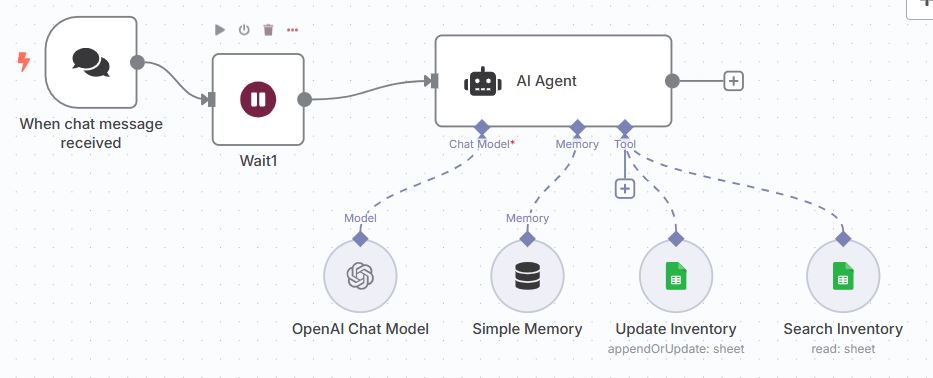 AI Agent
When chat message
received
Wait1
Chat Model*
Memory
Tool
Model
Memory
OpenAI Chat Model
Simple Memory
Update Inventory
appendOrUpdate: sheet
Search Inventory
read: sheet